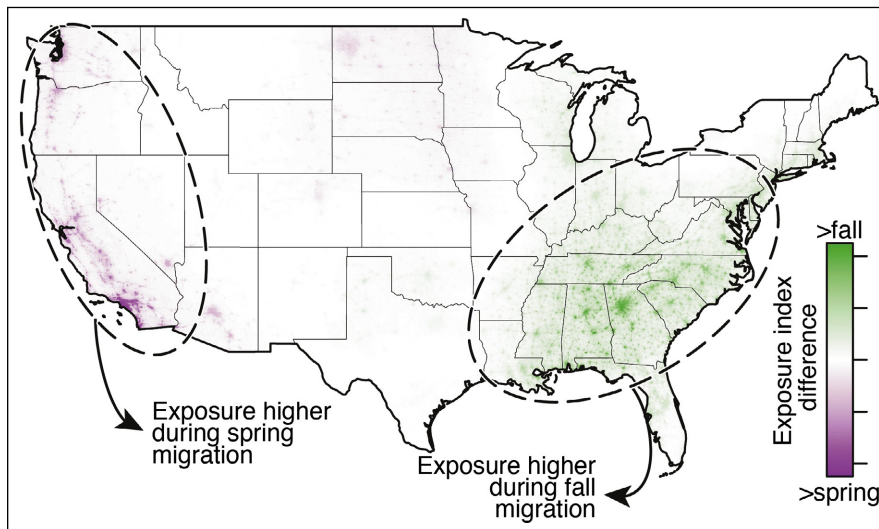 Exposure higher
during spring
migration
Exposure higher
during fall
migration
>fall
Exposure index
difference
>spring